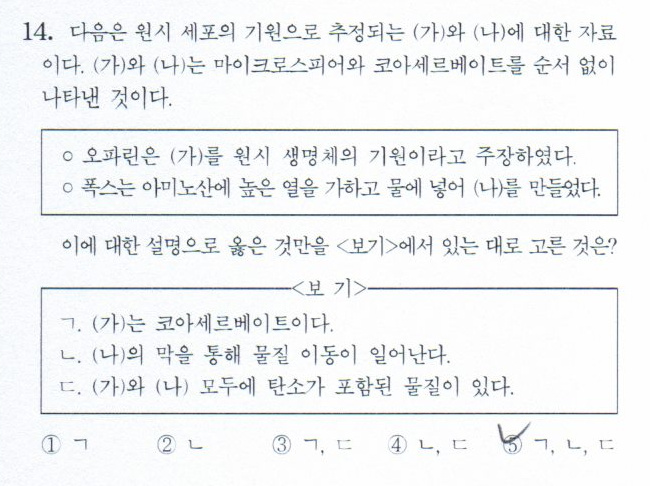 14. 다음은 원시 세포의 기원으로 추정되는 (가)와 (나)에 대한 자료
이다. (가)와 (나)는 마이크로스피어와 코아세르베이트를 순서 없이
나타낸 것이다.
○ 오파린은 (가)를 원시 생명체의 기원이라고 주장하였다.
○ 폭스는 아미노산에 높은 열을 가하고 물에 넣어 (나)를 만들었다.
이에 대한 설명으로 옳은 것만을 <보기>에서 있는 대로 고른 것은?
<보 기>
ㄱ. (가)는 코아세르베이트이다.
ㄴ. (나)의 막을 통해 물질 이동이 일어난다.
ㄷ. (가)와 (나) 모두에 탄소가 포함된 물질이 있다.
① ㄱ ② ㄴ ③ ㄱ, ㄷ ④ ㄴ, ㄷ ⑤ ㄱ, ㄴ, ㄷ